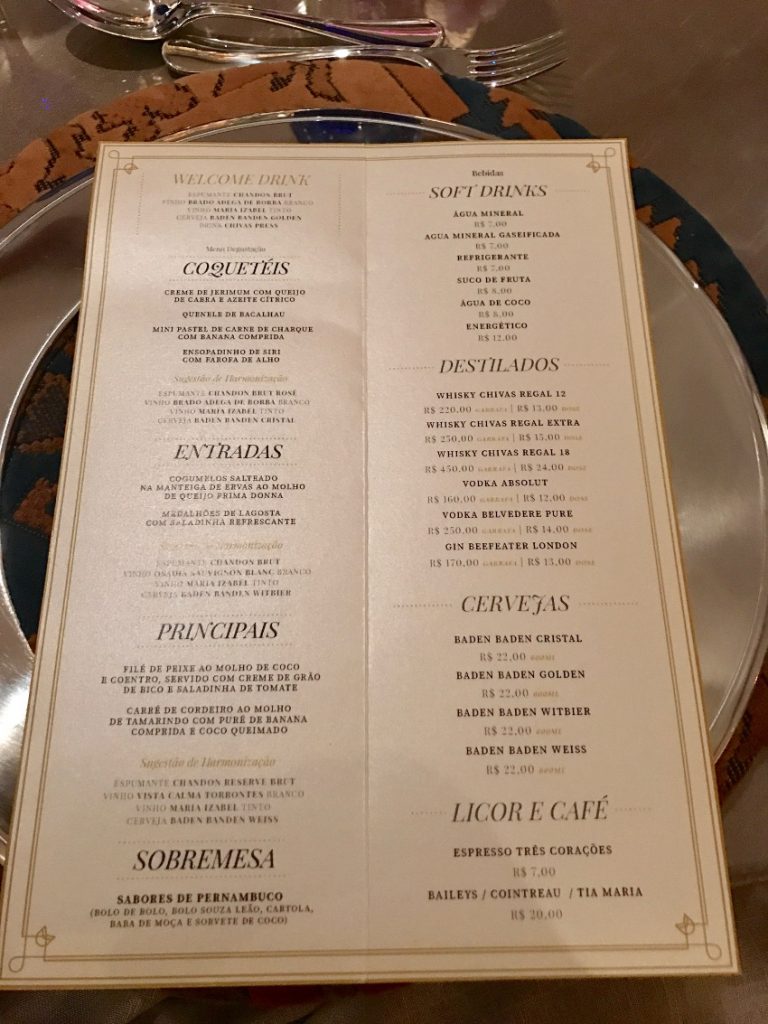 WELCOME DRINK
ESPUMANTE CHANDON BRUT
VINHO BRADO ADEGA DE BORBA BRANCO
VINHO MARIA IZABEL TINTO
CERVEJA BADEN BANDEN GOLDEN
DRINK CHIVAS PRESS
Menu Degustação
COQUETÉIS
CREME DE JERIMUM COM QUEIJO
DE CABRA E AZEITE CÍTRICO
QUENELE DE BACALHAU
MINI PASTEL DE CARNE DE CHARQUE
COM BANANA COMPRIDA
ENSOPADINHO DE SIRI
COM FAROFA DE ALHO
Sugestão de Harmonização
ESPUMANTE CHANDON BRUT ROSÉ
VINHO BRADO ADEGA DE BORBA BRANCO
VINHO MARIA IZABEL TINTO
CERVEJA BADEN BANDEN CRISTAL
ENTRADAS
COGUMELOS SALTEADO
NA MANTEIGA DE ERVAS AO MOLHO
DE QUEIJO PRIMA DONNA
MEDALHÕES DE LAGOSTA
COM SALADINHA REFRESCANTE
Sugestão de Harmonização
ESPUMANTE CHANDON BRUT
VINHO OSADIA SAUVIGNON BLANC BRANCO
VINHO MARIA IZABEL TINTO
CERVEJA BADEN BANDEN WITBIER
PRINCIPAIS
FILÉ DE PEIXE AO MOLHO DE COCO
E COENTRO, SERVIDO COM CREME DE GRÃO
DE BICO E SALADINHA DE TOMATE
CARRÉ DE CORDEIRO AO MOLHO
DE TAMARINDO COM PURÉ DE BANANA
COMPRIDA E COCO QUEIMADO
Sugestão de Harmonização
ESPUMANTE CHANDON RESERVE BRUT
VINHO VISTA CALMA TORRONTES BRANCO
VINHO MARIA IZABEL TINTO
CERVEJA BADEN BANDEN WEISS
SOBREMESA
SABORES DE PERNAMBUCO
(BOLO DE BOLO, BOLO SOUZA LEÃO, CARTOLA,
BABA DE MOÇA E SORVETE DE COCO)
Bebidas
SOFT DRINKS
ÁGUA MINERAL
R$ 7,00
AGUA MINERAL GASEIFICADA
R$ 7,00
REFRIGERANTE
R$ 7,00
SUCO DE FRUTA
R$ 8,00
ÁGUA DE COCO
R$ 8,00
ENERGÉTICO
R$ 12,00
DESTILADOS
WHISKY CHIVAS REGAL 12
R$ 220,00 GARRAFA | R$ 13,00 DOSE
WHISKY CHIVAS REGAL EXTRA
R$ 250,00 GARRAFA | R$ 15,00 DOSE
WHISKY CHIVAS REGAL 18
R$ 450,00 GARRAFA | R$ 24,00 DOSE
VODKA ABSOLUT
R$ 160,00 GARRAFA | R$ 12,00 DOSE
VODKA BELVEDERE PURE
R$ 250,00 GARRAFA | R$ 14,00 DOSE
GIN BEEFEATER LONDON
R$ 170,00 GARRAFA | R$ 13,00 DOSE
CERVEJAS
BADEN BADEN CRISTAL
R$ 22,00 600ML
BADEN BADEN GOLDEN
R$ 22,00 600ML
BADEN BADEN WITBIER
R$ 22,00 600ML
BADEN BADEN WEISS
R$ 22,00 600ML
LICOR E CAFÉ
ESPRESSO TRÊS CORAÇÕES
R$ 7,00
BAILEYS / COINTREAU / TIA MARIA
R$ 20,00